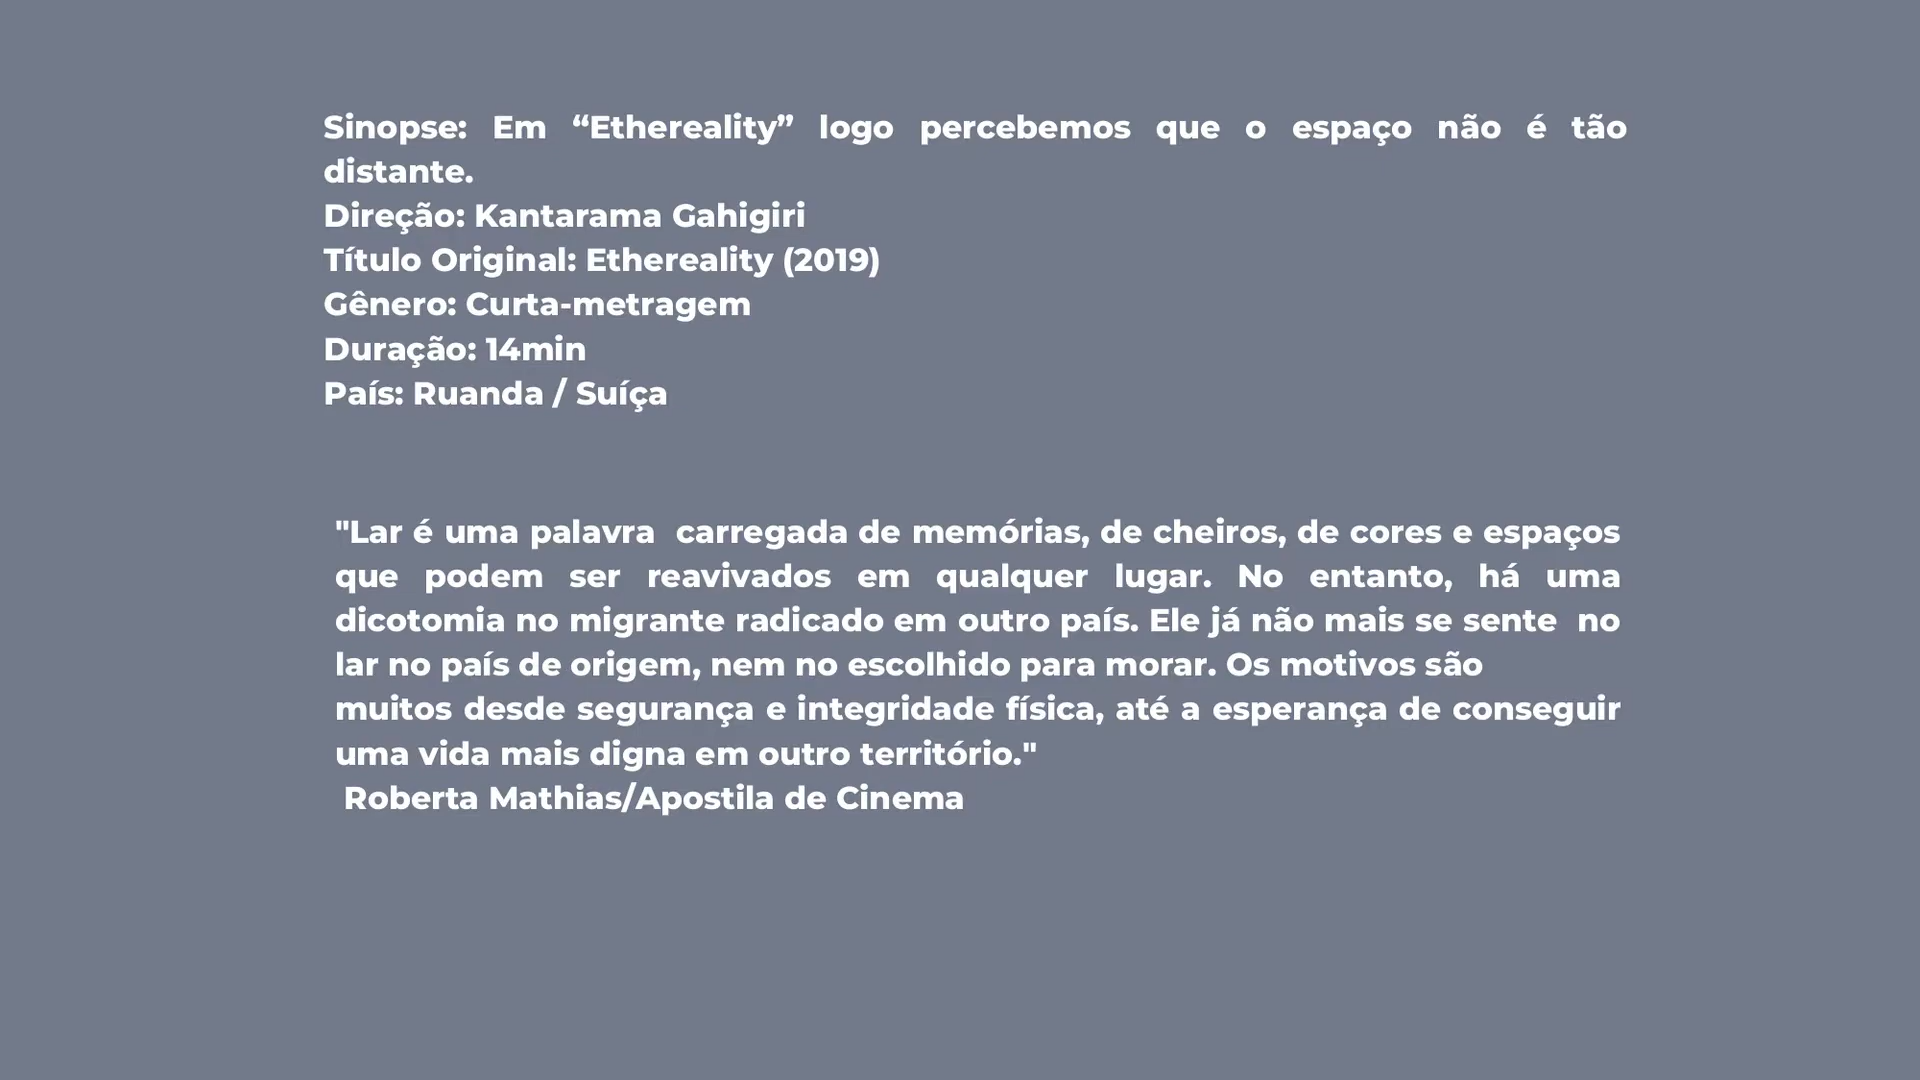 Sinopse: Em “Ethereality” logo percebemos que o espaço não é tão
distante.
Direção: Kantarama Gahigiri
Título Original: Ethereality (2019)
Gênero: Curta-metragem
Duração: 14min
País: Ruanda / Suíça
"Lar é uma palavra  carregada de memórias, de cheiros, de cores e espaços
que podem ser reavivados em qualquer lugar. No entanto, há uma
dicotomia no migrante radicado em outro país. Ele já não mais se sente  no
lar no país de origem, nem no escolhido para morar. Os motivos são
muitos desde segurança e integridade física, até a esperança de conseguir
uma vida mais digna em outro território."
Roberta Mathias/Apostila de Cinema